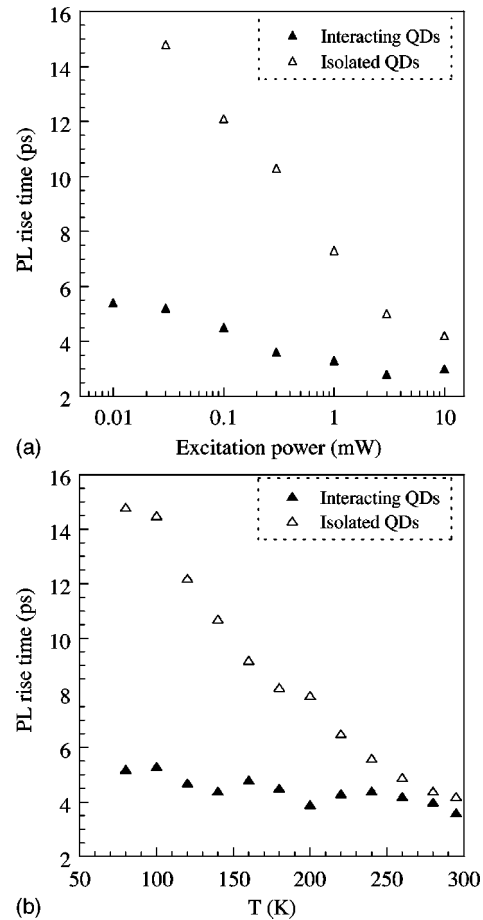 16
14
12
10
8
6
4
2
PL rise time (ps)
Interacting QDs
Isolated QDs
0.01
0.1
1
10
(a)
Excitation power (mW)
16
14
12
10
8
6
4
2
PL rise time (ps)
Interacting QDs
Isolated QDs
50
100
150
200
250
300
(b)
T (K)